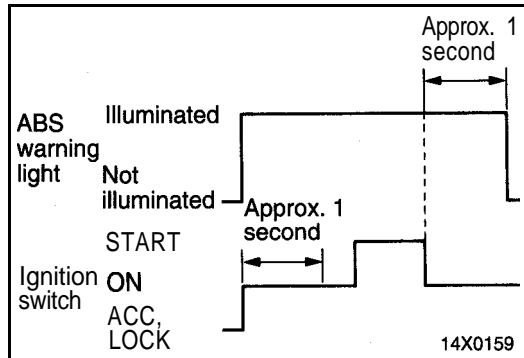 Approx. 1
second
Illuminated
ABS
warning
light
Not
illuminated
Approx. 1
second
START
Ignition
switch
ON
ACC,
LOCK
14X0159